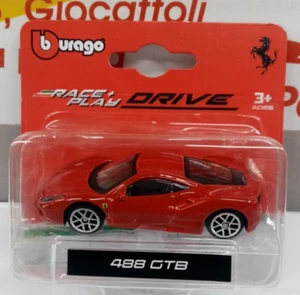 , Giocattoli
Burago
RACE+
PLAY
DRIVE
3+
AGES
488 GTB